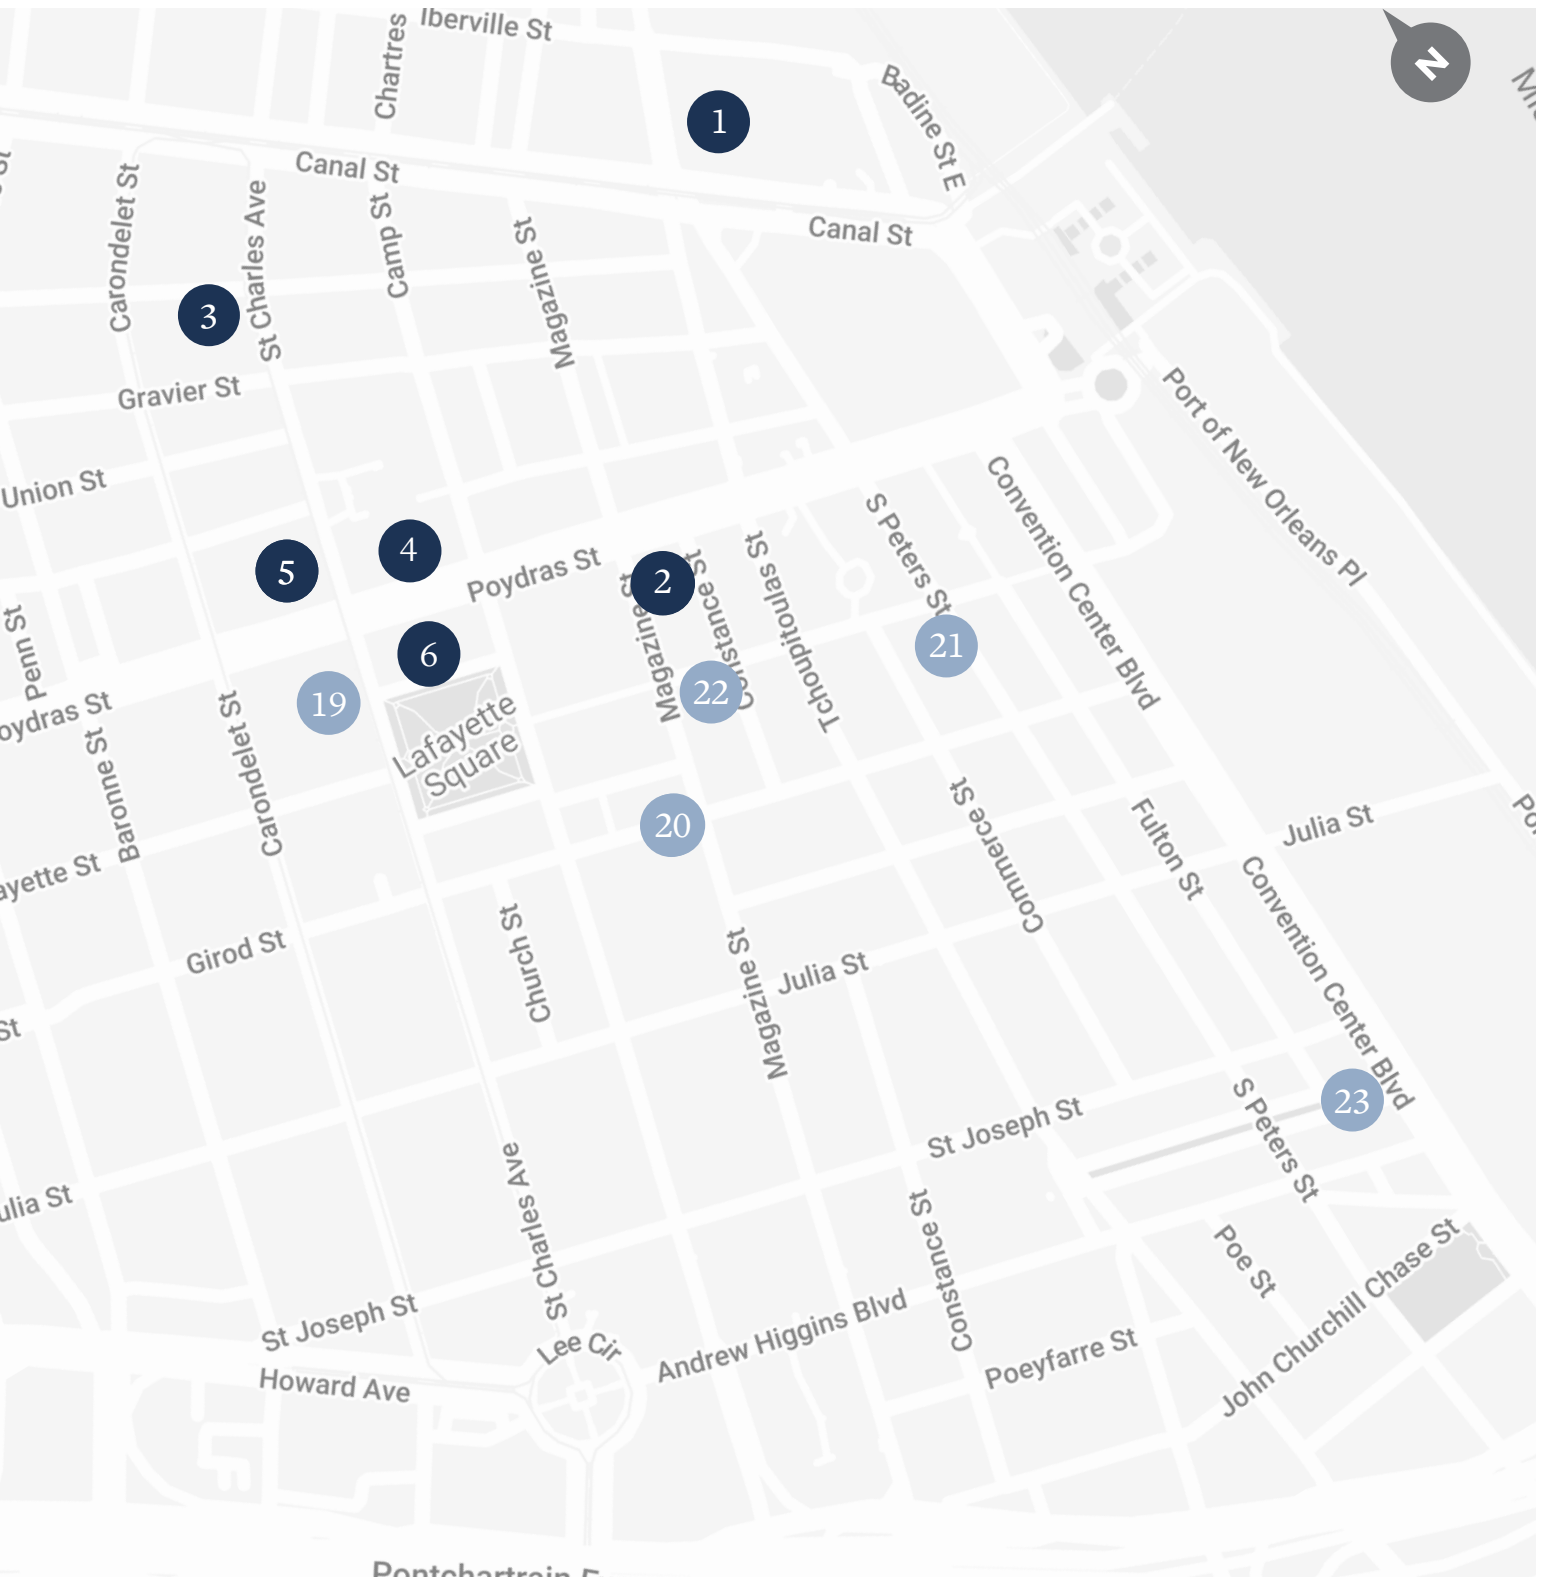 Iberville St
Chartres
Badine St E
N
1
Canal St
Canal St
Carondelet St
St Charles Ave
Camp St
Magazine St
3
Gravier St
Port of New Orleans Pl
Union St
Convention Center Blvd
S Peters St
4
5
Poydras St
2
Magazine St
Constance St
Tchoupitoulas St
Penn St
6
21
19
22
oydras St
Lafayette
Square
Baronne St
Carondelet St
20
Commerce St
Fulton St
Julia St
ayette St
Church St
Girod St
Magazine St
Julia St
Convention Center Blvd
St
23
S Peters St
St Joseph St
ulia St
St Charles Ave
Constance St
Poe St
John Churchill Chase St
St Joseph St
Lee Cir
Andrew Higgins Blvd
Poeyfarre St
Howard Ave